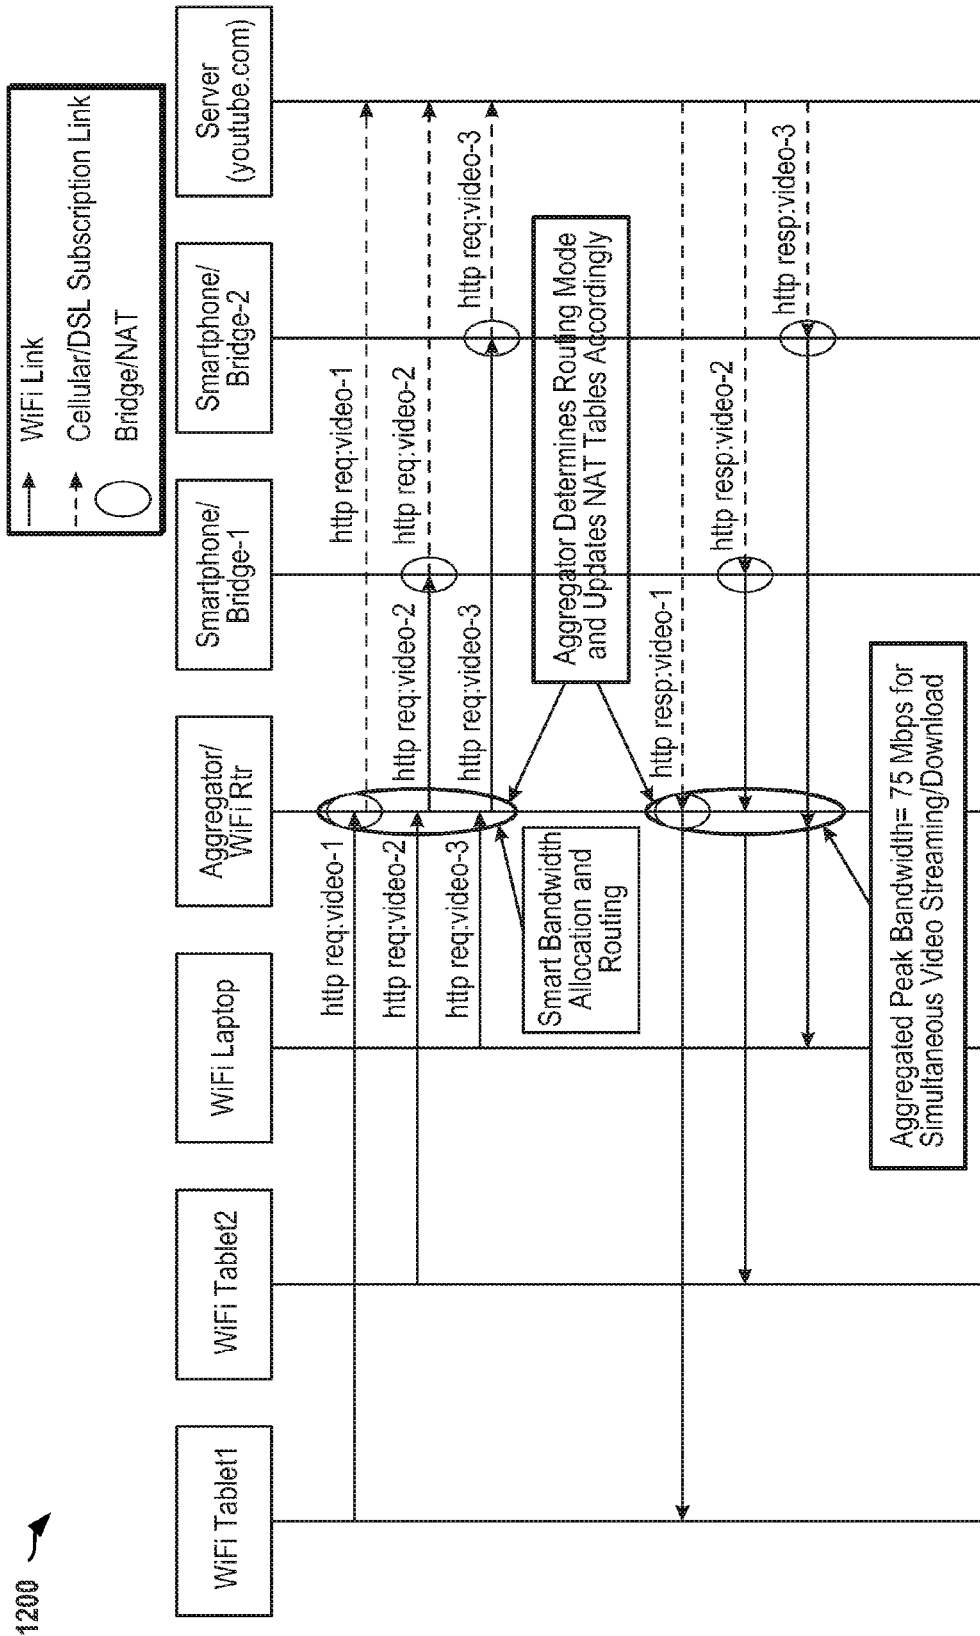 1200
WiFi Link
Cellular/DSL Subscription Link
Bridge/NAT
WiFi Tablet1
WiFi Tablet2
WiFi Laptop
Aggregator/
WiFi Rtr
Smartphone/
Bridge-1
Smartphone/
Bridge-2
Server
(youtube.com)
http req:video-1
http req:video-1
http req:video-2
http req:video-2
http req:video-2
http req:video-3
http req:video-3
http req:video-3
Smart Bandwidth
Allocation and
Routing
Aggregator Determines Routing Mode
and Updates NAT Tables Accordingly
http resp:video-1
http resp:video-2
http resp:video-3
Aggregated Peak Bandwidth= 75 Mbps for
Simultaneous Video Streaming/Download